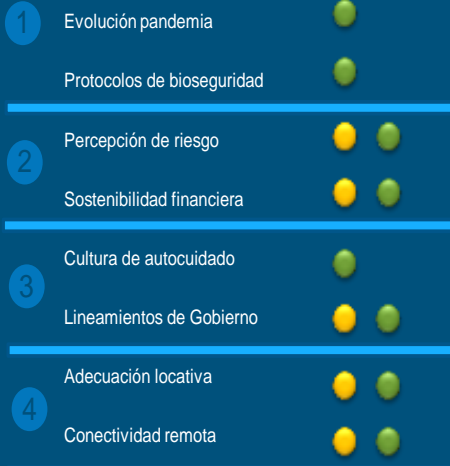 1
Evolución pandemia
Protocolos de bioseguridad
2
Percepción de riesgo
Sostenibilidad financiera
3
Cultura de autocuidado
Lineamientos de Gobierno
4
Adecuación locativa
Conectividad remota